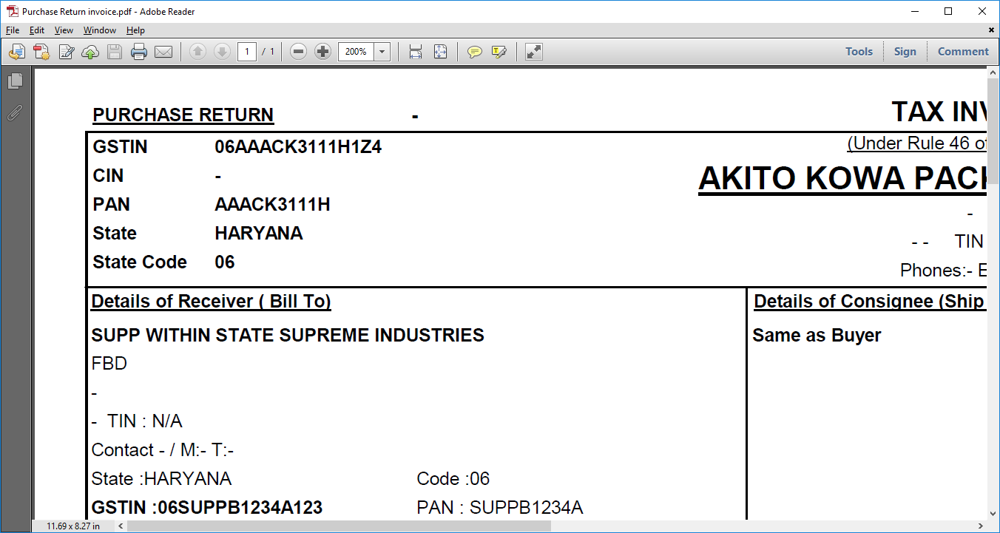 Purchase Return invoice.pdf - Adobe Reader
File Edit View Window Help
1 / 1 200% Tools Sign Comment
PURCHASE RETURN - TAX INV
(Under Rule 46 of
GSTIN 06AAACK3111H1Z4
CIN -
AKITO KOWA PACK
PAN AAACK3111H
-
State HARYANA
- - TIN
State Code 06
Phones:- E
Details of Receiver ( Bill To)
Details of Consignee (Ship
SUPP WITHIN STATE SUPREME INDUSTRIES
Same as Buyer
FBD
-
- TIN : N/A
Contact - / M:- T:-
State :HARYANA Code :06
GSTIN :06SUPPB1234A123 PAN : SUPPB1234A
11.69 x 8.27 in